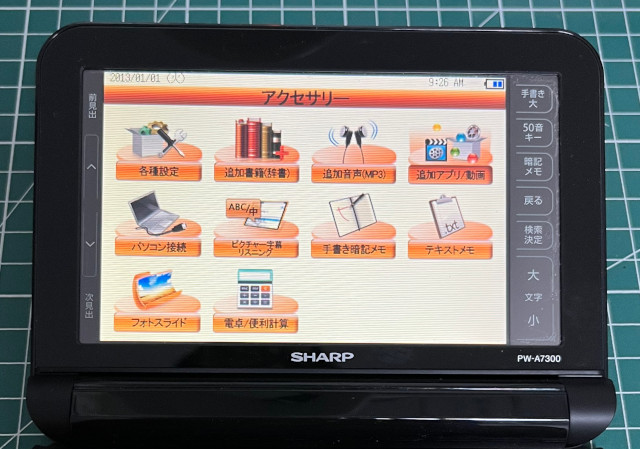 2013/01/01 (火)
9:26 AM
アクセサリー
各種設定
追加書籍(辞書)
追加音声(MP3)
追加アプリ/動画
パソコン接続
ABC/中
ピクチャー字幕
リスニング
手書き暗記メモ
.txt
テキストメモ
フォトスライド
電卓/便利計算
前見出
次見出
手書き
大
50音
キー
暗記
メモ
戻る
検索
決定
大
文字
小
SHARP
PW-A7300